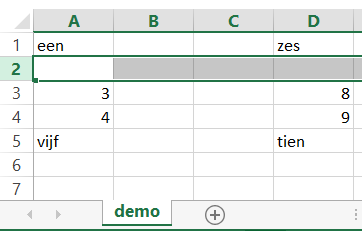 A B C D
1 een zes
2
3 3 8
4 4 9
5 vijf tien
6
7
demo